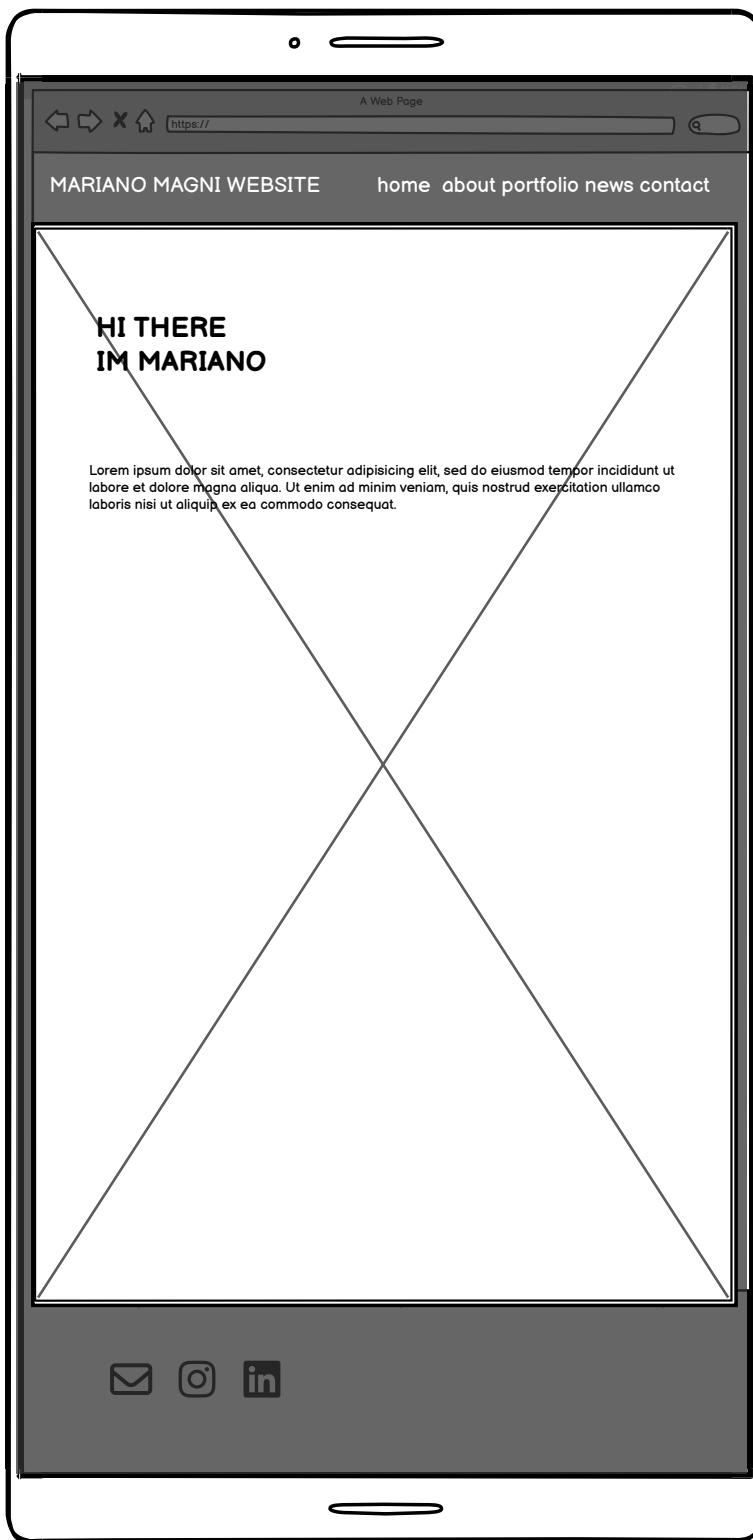 A Web Page
https://
MARIANO MAGNI WEBSITE home about portfolio news contact
HI THERE
IM MARIANO
Lorem ipsum dolor sit amet, consectetur adipisicing elit, sed do eiusmod tempor incididunt ut
labore et dolore magna aliqua. Ut enim ad minim veniam, quis nostrud exercitation ullamco
laboris nisi ut aliquip ex ea commodo consequat.
in